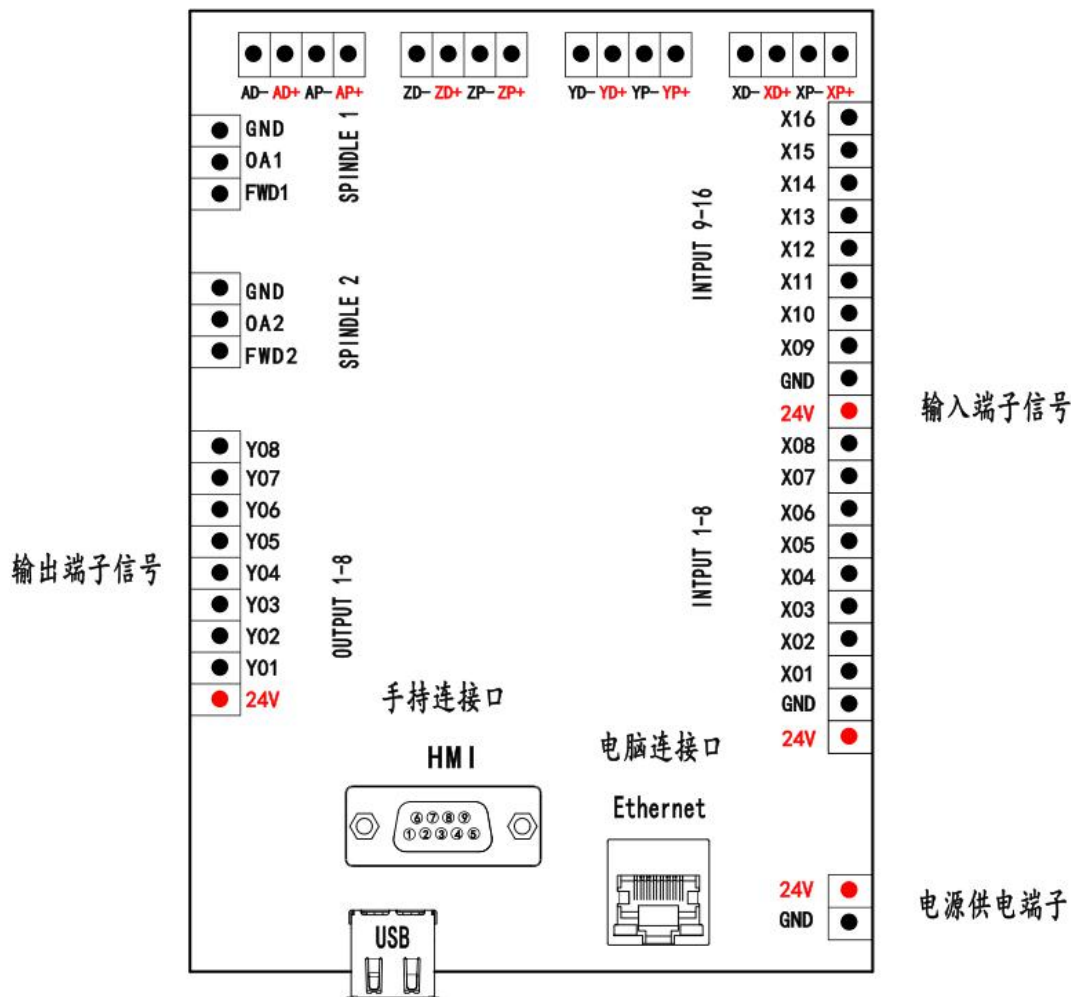 AD- AD+ AP- AP+ ZD- ZD+ ZP- ZP+ YD- YD+ YP- YP+ XD- XD+ XP- XP+
GND
OA1
FWD1
SPINDLE 1
GND
OA2
FWD2
SPINDLE 2
Y08
Y07
Y06
Y05
Y04
Y03
Y02
Y01
24V
OUTPUT 1-8
输出端子信号
X16
X15
X14
X13
X12
X11
X10
X09
GND
24V
INTPUT 9-16
X08
X07
X06
X05
X04
X03
X02
X01
GND
24V
INTPUT 1-8
输入端子信号
手持连接口
HMI
⑥⑦⑧⑨
①②③④⑤
USB
电脑连接口
Ethernet
24V
GND
电源供电端子